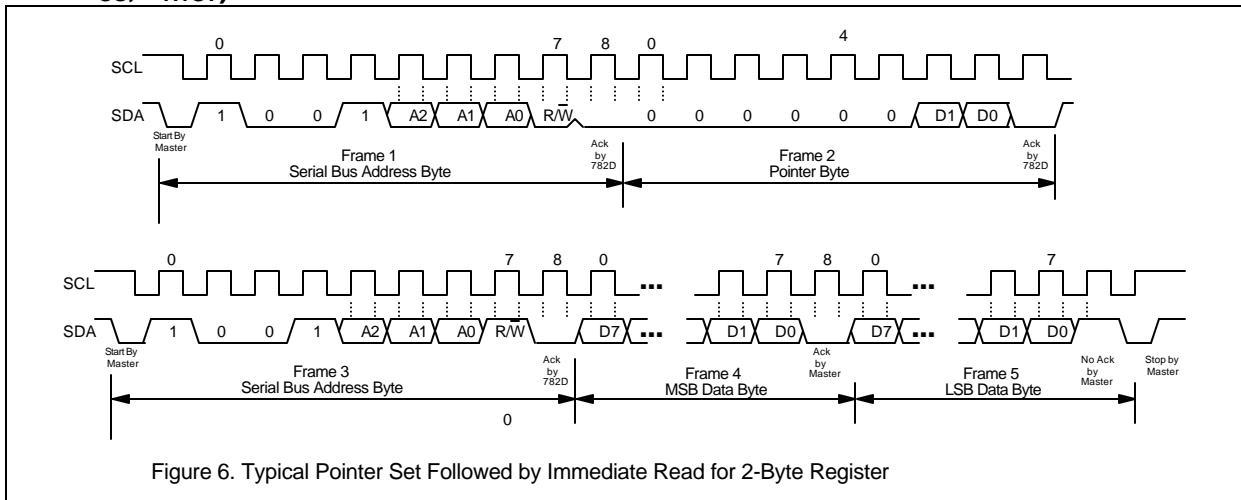 0 7 8 0 4
SCL
SDA 1 0 0 1 A2 A1 A0 R/W̅ 0 0 0 0 0 0 D1 D0
Start By Master
Ack by 782D
Ack by 782D
Frame 1
Serial Bus Address Byte
Frame 2
Pointer Byte
0 7 8 0 7 8 0 7
SCL ... ...
SDA 1 0 0 1 A2 A1 A0 R/W̅ D7 ... D1 D0 D7 ... D1 D0
Start By Master
Ack by 782D
Ack by Master
No Ack by Master
Stop by Master
Frame 3
Serial Bus Address Byte
Frame 4
MSB Data Byte
Frame 5
LSB Data Byte
0
Figure 6. Typical Pointer Set Followed by Immediate Read for 2-Byte Register